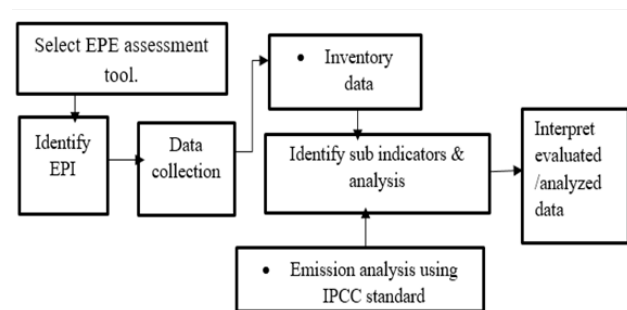 Select EPE assessment
tool.
Identify
EPI
Data
collection
• Inventory
data
Identify sub indicators &
analysis
• Emission analysis using
IPCC standard
Interpret
evaluated
/analyzed
data